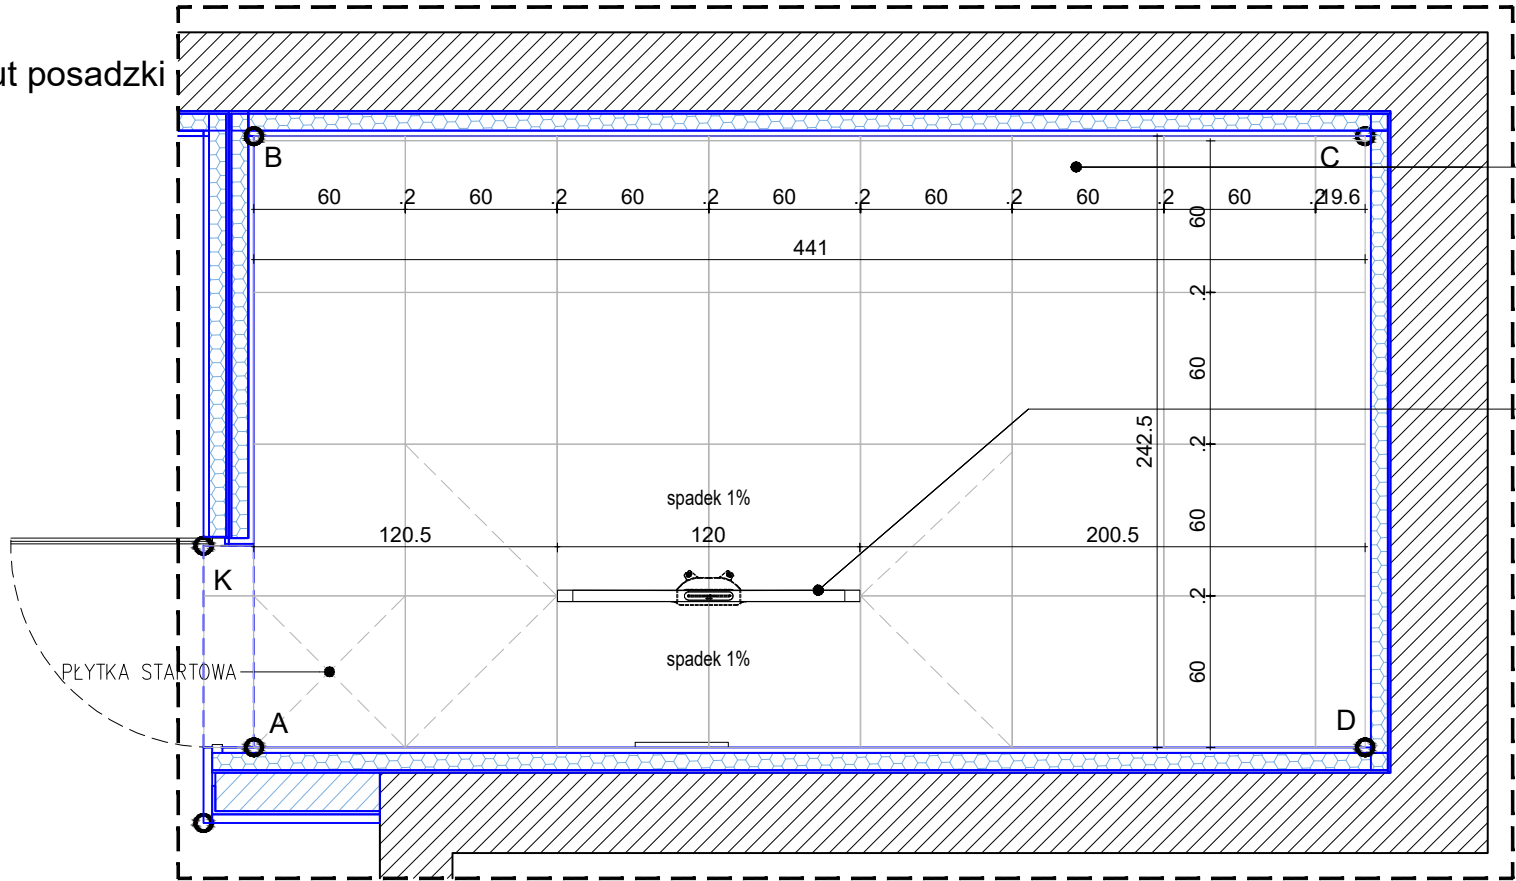 ut posadzki
B
C
60 .2 60 .2 60 .2 60 .2 60 .2 60 .2 60 .2 19.6
60
441
.2
60
.2
242.5
spadek 1%
60
120.5 120 200.5
K
.2
spadek 1%
PŁYTKA STARTOWA
60
A
D